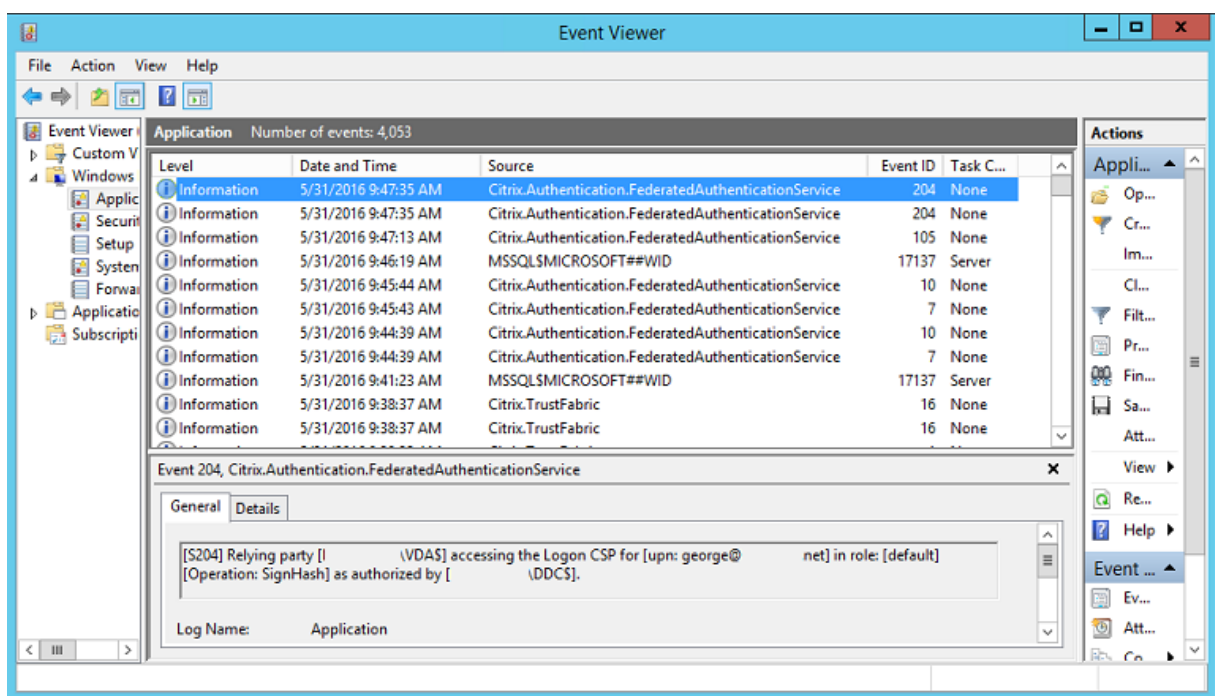 Event Viewer
File Action View Help
Event Viewer
Custom V
Windows
Applic
Securit
Setup
System
Forwa
Applicatio
Subscripti
Application Number of events: 4,053
Level Date and Time Source Event ID Task C...
Information 5/31/2016 9:47:35 AM Citrix.Authentication.FederatedAuthenticationService 204 None
Information 5/31/2016 9:47:35 AM Citrix.Authentication.FederatedAuthenticationService 204 None
Information 5/31/2016 9:47:13 AM Citrix.Authentication.FederatedAuthenticationService 105 None
Information 5/31/2016 9:46:19 AM MSSQL$MICROSOFT##WID 17137 Server
Information 5/31/2016 9:45:44 AM Citrix.Authentication.FederatedAuthenticationService 10 None
Information 5/31/2016 9:45:43 AM Citrix.Authentication.FederatedAuthenticationService 7 None
Information 5/31/2016 9:44:39 AM Citrix.Authentication.FederatedAuthenticationService 10 None
Information 5/31/2016 9:44:39 AM Citrix.Authentication.FederatedAuthenticationService 7 None
Information 5/31/2016 9:41:23 AM MSSQL$MICROSOFT##WID 17137 Server
Information 5/31/2016 9:38:37 AM Citrix.TrustFabric 16 None
Information 5/31/2016 9:38:37 AM Citrix.TrustFabric 16 None
Event 204, Citrix.Authentication.FederatedAuthenticationService
General Details
[S204] Relying party [ \VDA$] accessing the Logon CSP for [upn: george@ net] in role: [default]
[Operation: SignHash] as authorized by [ \DDC$].
Log Name: Application
Actions
Appli...
Op...
Cr...
Im...
Cl...
Filt...
Pr...
Fin...
Sa...
Att...
View
Re...
Help
Event ...
Ev...
Att...
Co